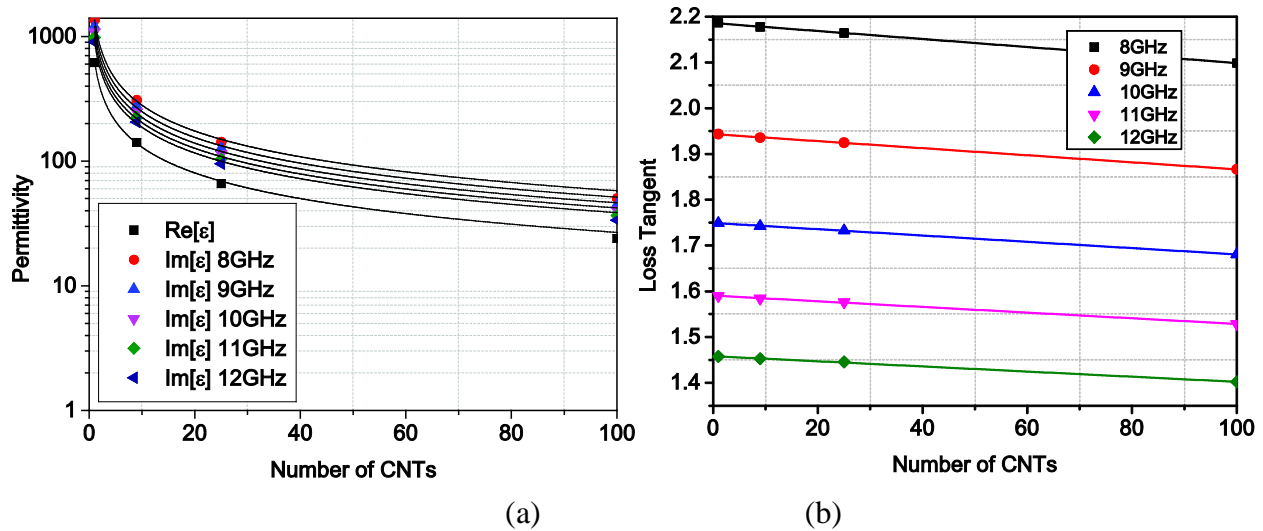 1000
100
10
1
Permittivity
Re[ε]
Im[ε] 8GHz
Im[ε] 9GHz
Im[ε] 10GHz
Im[ε] 11GHz
Im[ε] 12GHz
0 20 40 60 80 100
Number of CNTs
(a)
2.2
2.1
2.0
1.9
1.8
1.7
1.6
1.5
1.4
Loss Tangent
8GHz
9GHz
10GHz
11GHz
12GHz
0 20 40 60 80 100
Number of CNTs
(b)